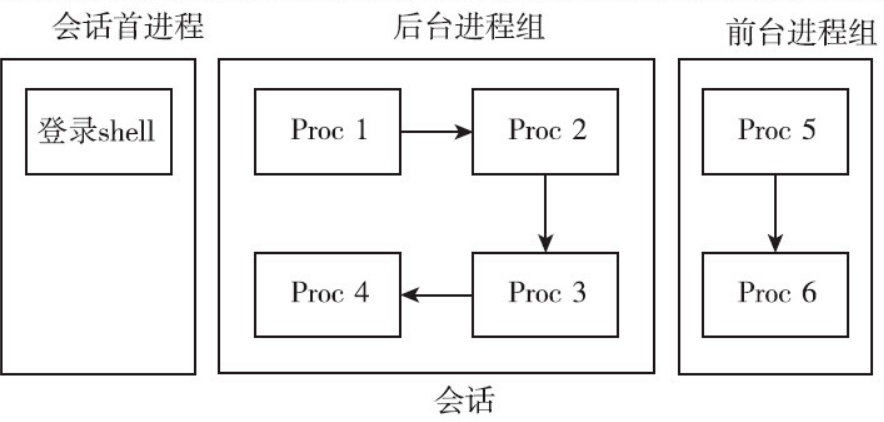 会话首进程
后台进程组
前台进程组
登录shell
Proc 1
Proc 2
Proc 5
Proc 4
Proc 3
Proc 6
会话